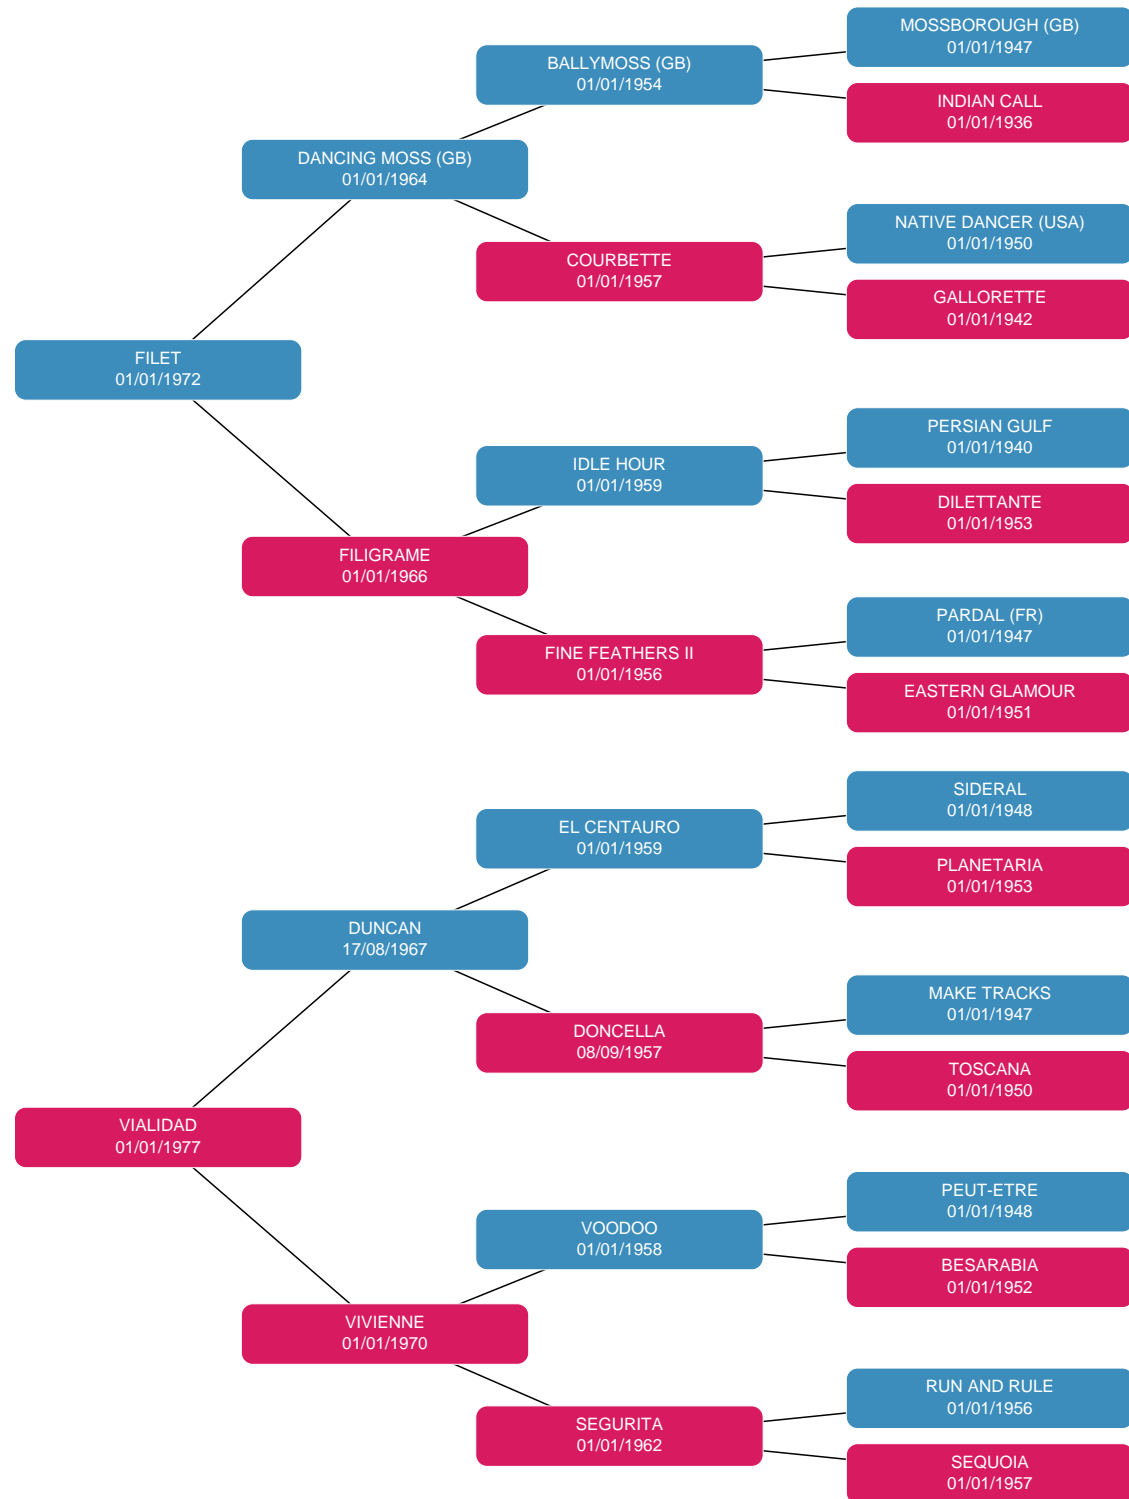 MOSSBOROUGH (GB)
01/01/1947
BALLYMOSS (GB)
01/01/1954
INDIAN CALL
01/01/1936
DANCING MOSS (GB)
01/01/1964
NATIVE DANCER (USA)
01/01/1950
COURBETTE
01/01/1957
GALLORETTE
01/01/1942
FILET
01/01/1972
PERSIAN GULF
01/01/1940
IDLE HOUR
01/01/1959
DILETTANTE
01/01/1953
FILIGRAME
01/01/1966
PARDAL (FR)
01/01/1947
FINE FEATHERS II
01/01/1956
EASTERN GLAMOUR
01/01/1951
SIDERAL
01/01/1948
EL CENTAURO
01/01/1959
PLANETARIA
01/01/1953
DUNCAN
17/08/1967
MAKE TRACKS
01/01/1947
DONCELLA
08/09/1957
TOSCANA
01/01/1950
VIALIDAD
01/01/1977
PEUT-ETRE
01/01/1948
VOODOO
01/01/1958
BESARABIA
01/01/1952
VIVIENNE
01/01/1970
RUN AND RULE
01/01/1956
SEGURITA
01/01/1962
SEQUOIA
01/01/1957